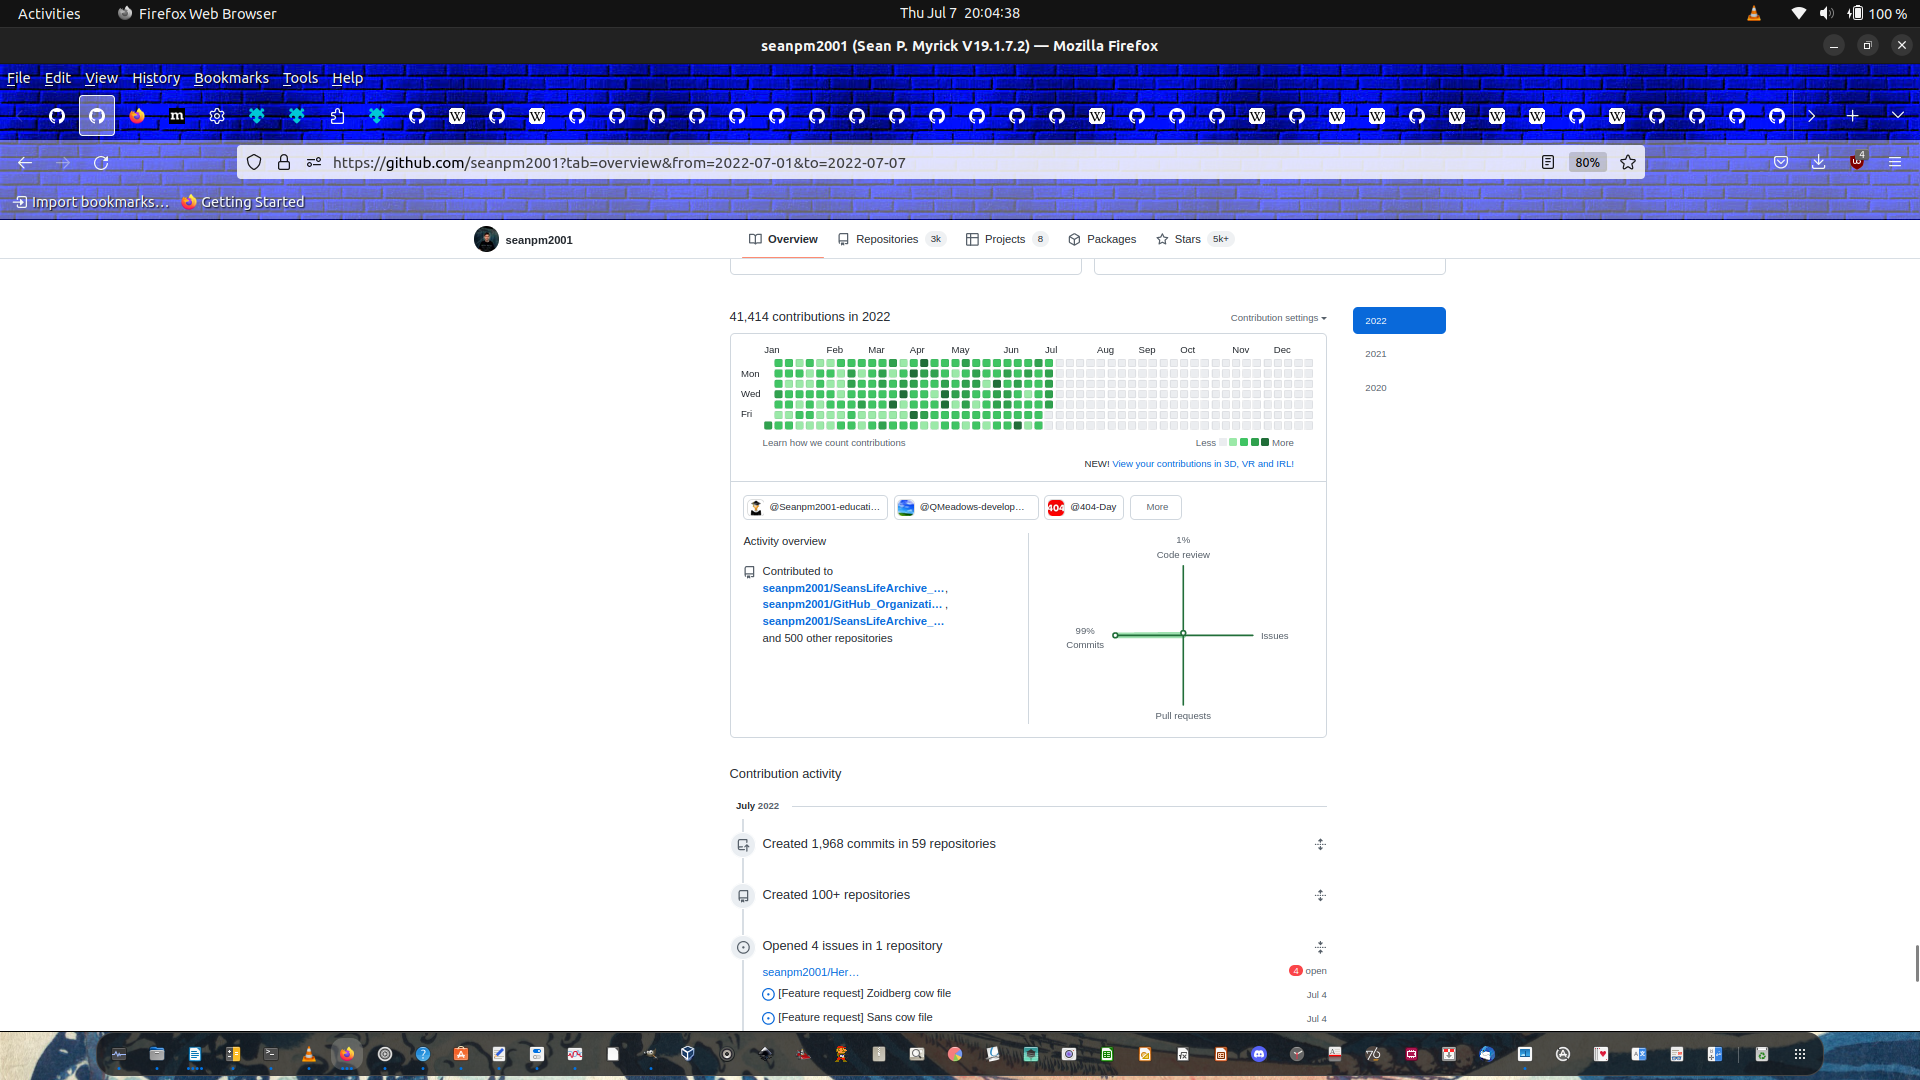 Activities
Firefox Web Browser
Thu Jul 7 20:04:38
100 %
seanpm2001 (Sean P. Myrick V19.1.7.2) — Mozilla Firefox
File Edit View History Bookmarks Tools Help
https://github.com/seanpm2001?tab=overview&from=2022-07-01&to=2022-07-07
80%
4
Import bookmarks…
Getting Started
seanpm2001
Overview
Repositories 3k
Projects 8
Packages
Stars 5k+
41,414 contributions in 2022
Contribution settings
2022
2021
2020
Jan Feb Mar Apr May Jun Jul Aug Sep Oct Nov Dec
Mon
Wed
Fri
Learn how we count contributions
Less
More
NEW! View your contributions in 3D, VR and IRL!
@Seanpm2001-educati…
@QMeadows-develop…
404 @404-Day
More
Activity overview
Contributed to
seanpm2001/SeansLifeArchive_…,
seanpm2001/GitHub_Organizati… ,
seanpm2001/SeansLifeArchive_…
and 500 other repositories
1%
Code review
99%
Commits
Issues
Pull requests
Contribution activity
July 2022
Created 1,968 commits in 59 repositories
Created 100+ repositories
Opened 4 issues in 1 repository
seanpm2001/Her…
4 open
[Feature request] Zoidberg cow file
Jul 4
[Feature request] Sans cow file
Jul 4